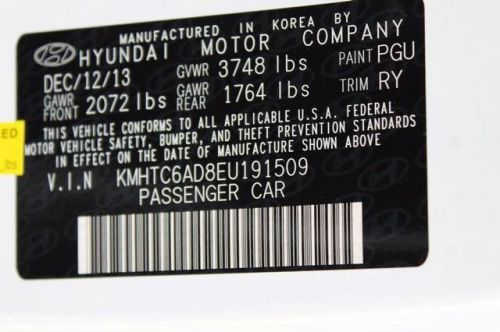 MANUFACTURED IN KOREA BY
HYUNDAI MOTOR COMPANY
DEC/12/13 GVWR 3748 lbs PAINT PGU
GAWR FRONT 2072 lbs GAWR REAR 1764 lbs TRIM RY
THIS VEHICLE CONFORMS TO ALL APPLICABLE U.S.A. FEDERAL
MOTOR VEHICLE SAFETY, BUMPER, AND THEFT PREVENTION STANDARDS
IN EFFECT ON THE DATE OF MANUFACTURE SHOWN ABOVE
V.I.N KMHTC6AD8EU191509
PASSENGER CAR
ED
lbs